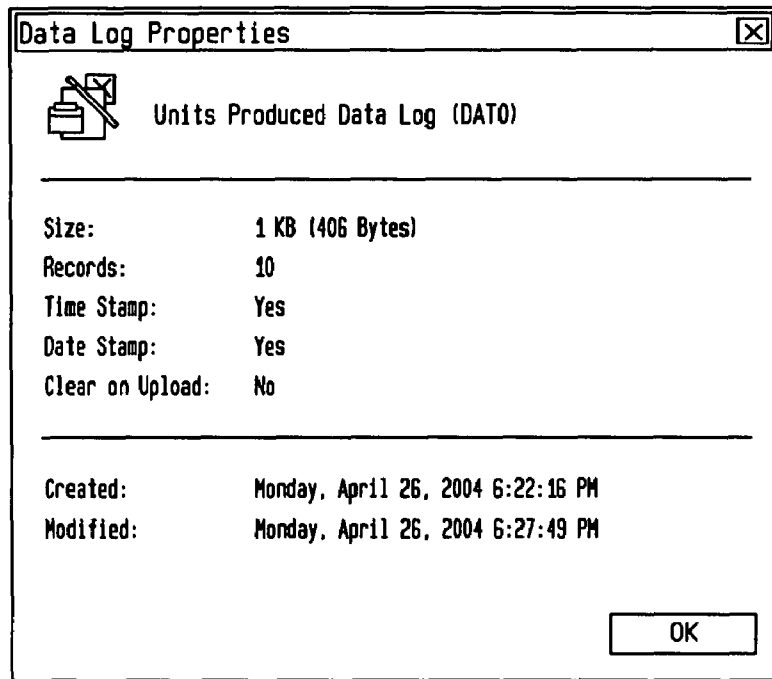 Data Log Properties
Units Produced Data Log (DAT0)
Size: 1 KB (406 Bytes)
Records: 10
Time Stamp: Yes
Date Stamp: Yes
Clear on Upload: No
Created: Monday, April 26, 2004 6:22:16 PM
Modified: Monday, April 26, 2004 6:27:49 PM
OK